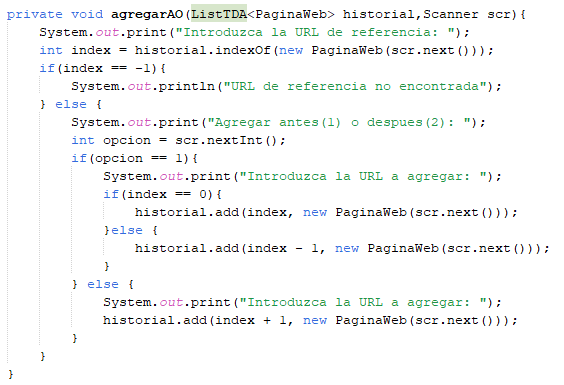 private void agregarAO(ListTDA<PaginaWeb> historial,Scanner scr){
    System.out.print("Introduzca la URL de referencia: ");
    int index = historial.indexOf(new PaginaWeb(scr.next()));
    if(index == -1){
        System.out.println("URL de referencia no encontrada");
    } else {
        System.out.print("Agregar antes(1) o despues(2): ");
        int opcion = scr.nextInt();
        if(opcion == 1){
            System.out.print("Introduzca la URL a agregar: ");
            if(index == 0){
                historial.add(index, new PaginaWeb(scr.next()));
            }else {
                historial.add(index - 1, new PaginaWeb(scr.next()));
            }
        } else {
            System.out.print("Introduzca la URL a agregar: ");
            historial.add(index + 1, new PaginaWeb(scr.next()));
        }
    }
}